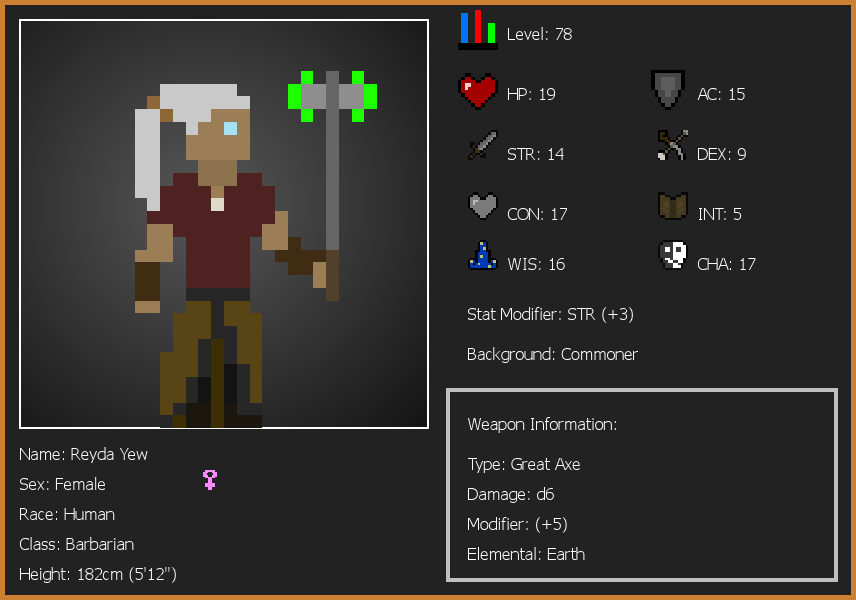 Level: 78
HP: 19
AC: 15
STR: 14
DEX: 9
CON: 17
INT: 5
WIS: 16
CHA: 17
Stat Modifier: STR (+3)
Background: Commoner
Weapon Information:
Type: Great Axe
Damage: d6
Modifier: (+5)
Elemental: Earth
Name: Reyda Yew
Sex: Female
Race: Human
Class: Barbarian
Height: 182cm (5'12")